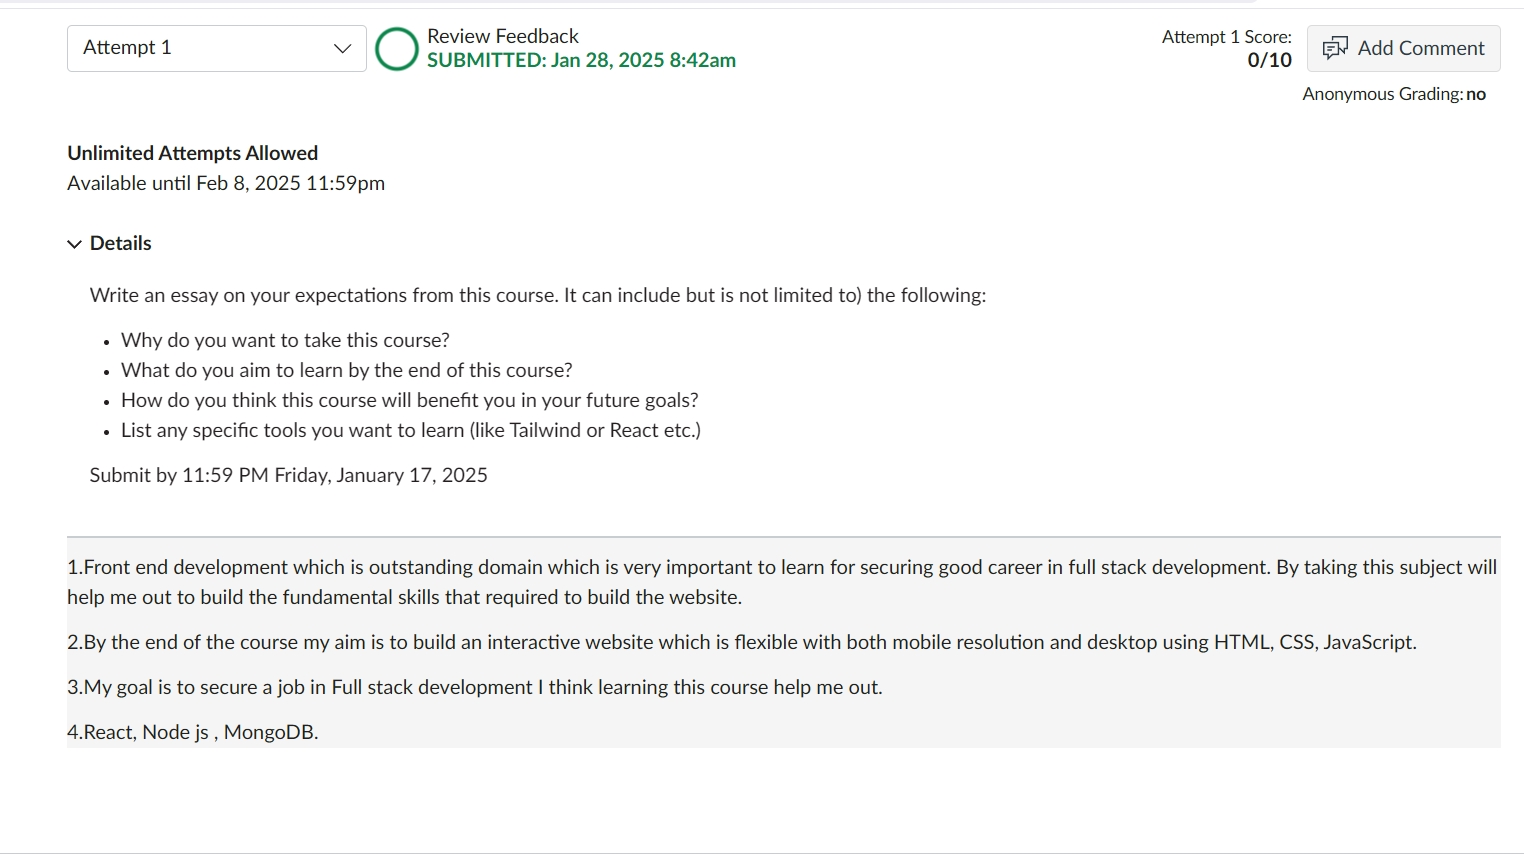 Attempt 1
Review Feedback
SUBMITTED: Jan 28, 2025 8:42am
Attempt 1 Score:
0/10
Add Comment
Anonymous Grading: no
Unlimited Attempts Allowed
Available until Feb 8, 2025 11:59pm
Details
Write an essay on your expectations from this course. It can include but is not limited to) the following:
• Why do you want to take this course?
• What do you aim to learn by the end of this course?
• How do you think this course will benefit you in your future goals?
• List any specific tools you want to learn (like Tailwind or React etc.)
Submit by 11:59 PM Friday, January 17, 2025
1.Front end development which is outstanding domain which is very important to learn for securing good career in full stack development. By taking this subject will
help me out to build the fundamental skills that required to build the website.
2.By the end of the course my aim is to build an interactive website which is flexible with both mobile resolution and desktop using HTML, CSS, JavaScript.
3.My goal is to secure a job in Full stack development I think learning this course help me out.
4.React, Node js , MongoDB.